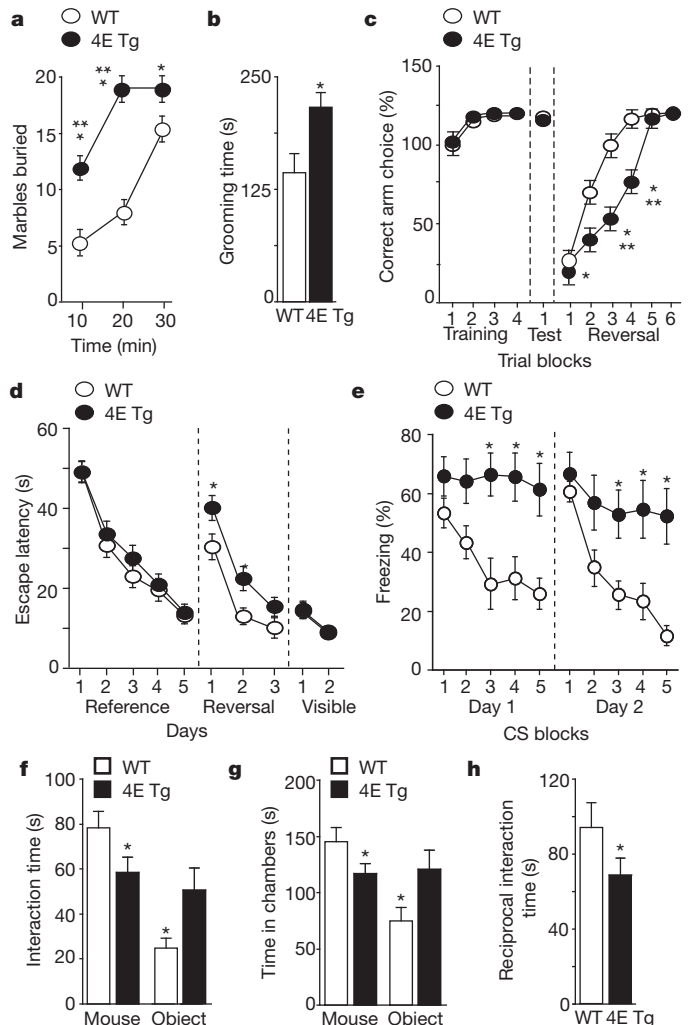 a
WT
4E Tg
Marbles buried
20
15
10
5
0
**
*
**
*
*
10 20 30
Time (min)
b
Grooming time (s)
250
125
0
*
WT 4E Tg
c
WT
4E Tg
Correct arm choice (%)
150
100
50
0
*
*
**
*
**
1 2 3 4 1 1 2 3 4 5 6
Training Test Reversal
Trial blocks
d
WT
4E Tg
Escape latency (s)
60
40
20
0
*
*
1 2 3 4 5 1 2 3 1 2
Reference Reversal Visible
Days
e
WT
4E Tg
Freezing (%)
80
60
40
20
0
* * * * * *
1 2 3 4 5 1 2 3 4 5
Day 1 Day 2
CS blocks
f
WT
4E Tg
Interaction time (s)
100
80
60
40
20
0
*
*
Mouse Object
g
WT
4E Tg
Time in chambers (s)
200
150
100
50
0
*
*
Mouse Object
h
Reciprocal interaction
time (s)
120
80
40
0
*
WT 4E Tg